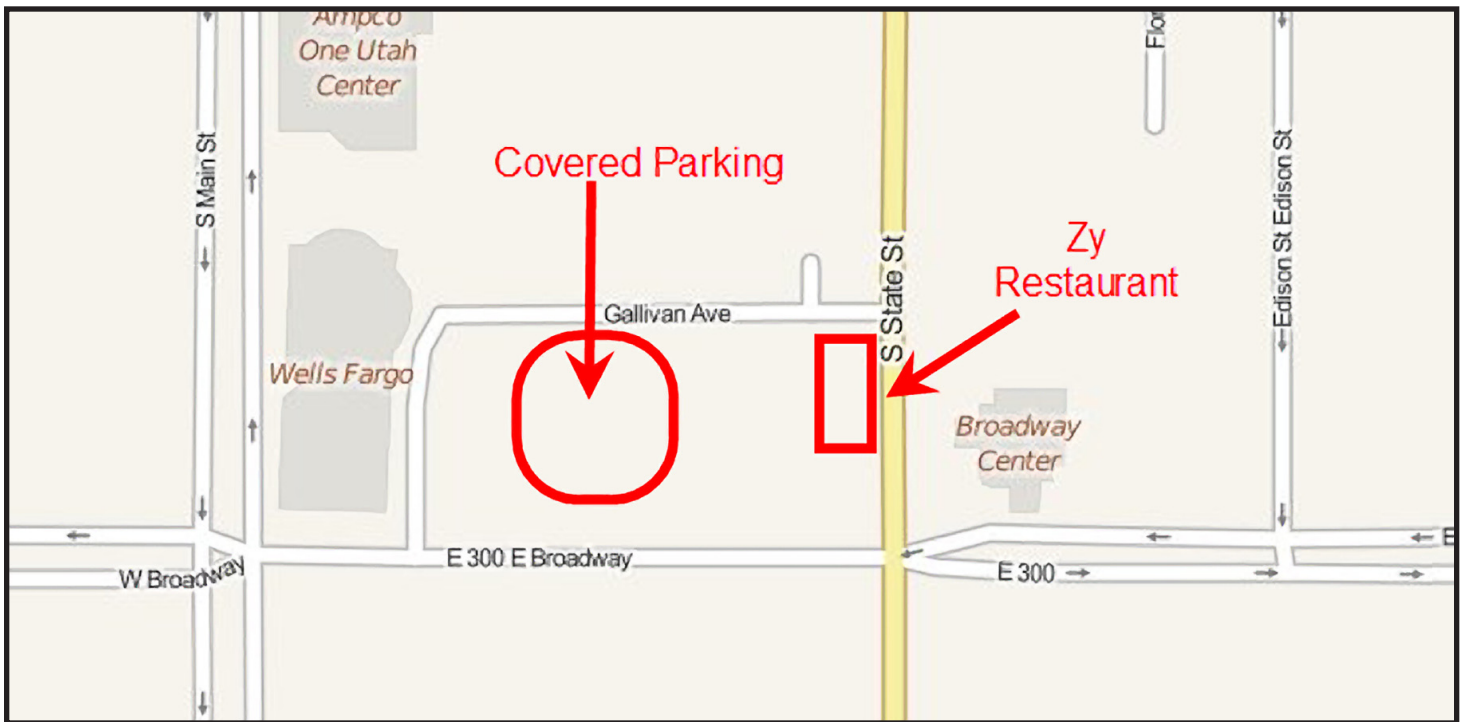 Ampco
One Utah
Center
Flor
S Main St
Covered Parking
Edison St Edison St
Zy
Restaurant
S State St
Gallivan Ave
Wells Fargo
Broadway
Center
E 300 E Broadway
E
W Broadway
E 300